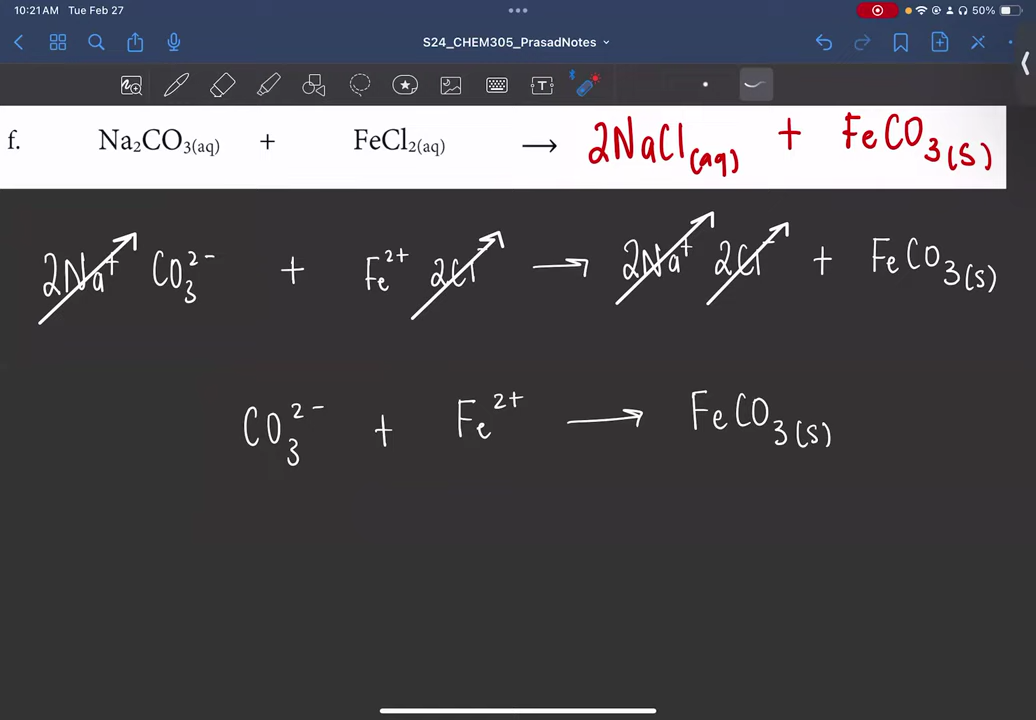 10:21AM Tue Feb 27 50%
S24_CHEM305_PrasadNotes
f. Na₂CO₃(aq) + FeCl₂(aq) → 2NaCl(aq) + FeCO₃(s)
2Na⁺ CO₃²⁻ + Fe²⁺ 2Cl⁻ → 2Na⁺ 2Cl⁻ + FeCO₃(s)
CO₃²⁻ + Fe²⁺ → FeCO₃(s)